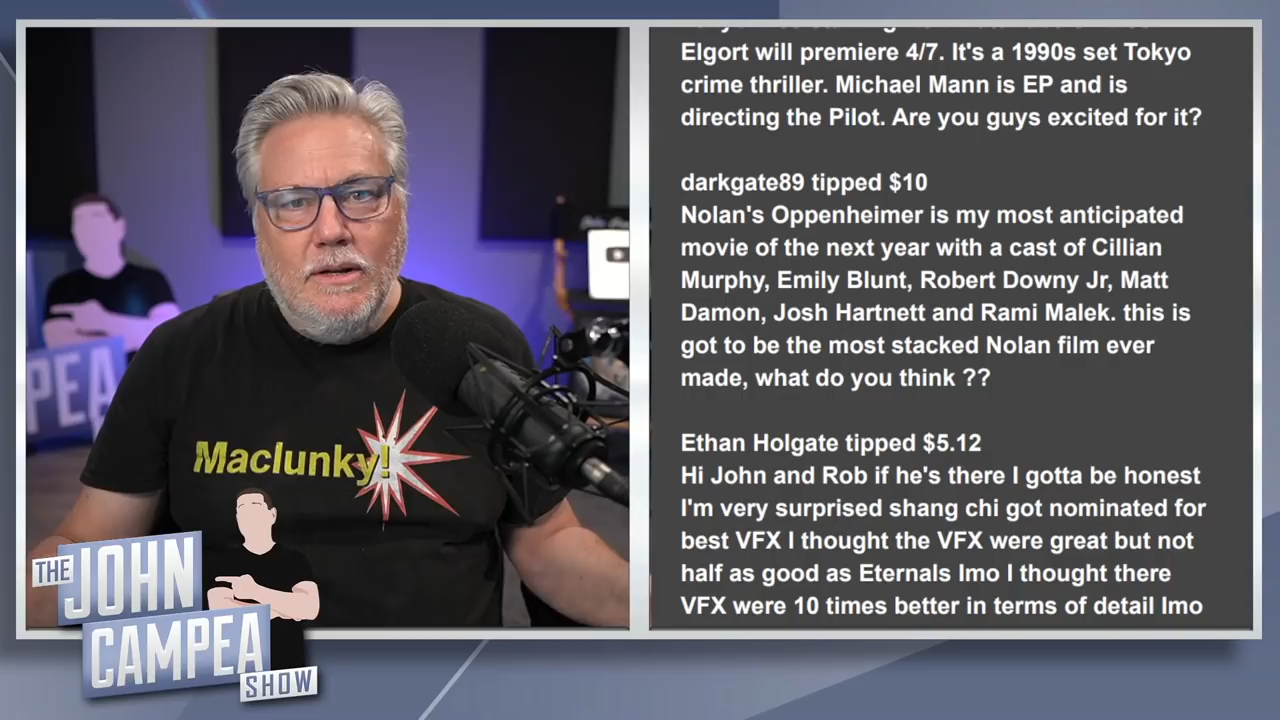 Elgort will premiere 4/7. It's a 1990s set Tokyo
crime thriller. Michael Mann is EP and is
directing the Pilot. Are you guys excited for it?
darkgate89 tipped $10
Nolan's Oppenheimer is my most anticipated
movie of the next year with a cast of Cillian
Murphy, Emily Blunt, Robert Downy Jr, Matt
Damon, Josh Hartnett and Rami Malek. this is
got to be the most stacked Nolan film ever
made, what do you think ??
Ethan Holgate tipped $5.12
Hi John and Rob if he's there I gotta be honest
I'm very surprised shang chi got nominated for
best VFX I thought the VFX were great but not
half as good as Eternals Imo I thought there
VFX were 10 times better in terms of detail Imo
Maclunky!
PEA
THE
JOHN
CAMPEA
SHOW